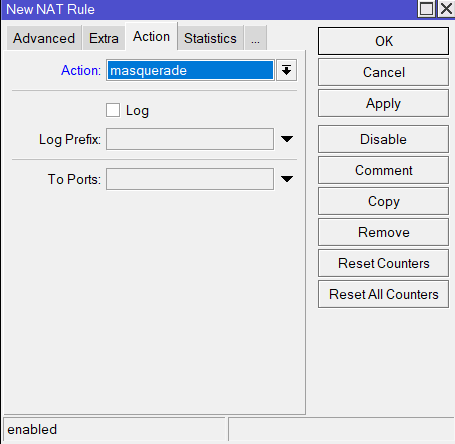 New NAT Rule
Advanced Extra Action Statistics ...
Action: masquerade
Log
Log Prefix:
To Ports:
OK
Cancel
Apply
Disable
Comment
Copy
Remove
Reset Counters
Reset All Counters
enabled